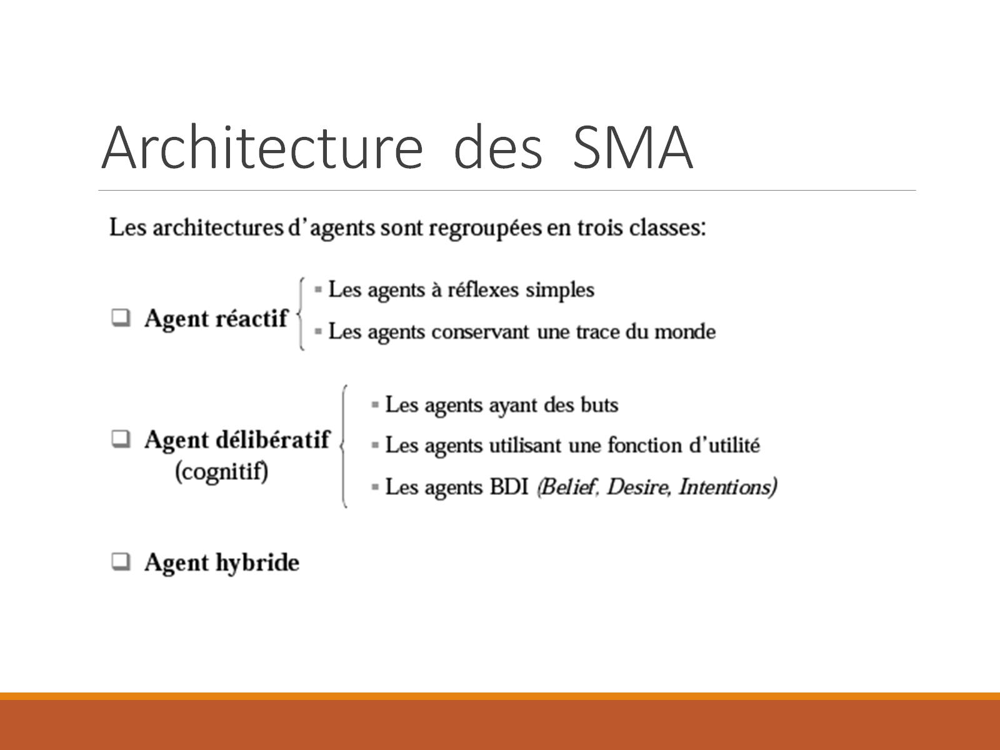 Architecture des SMA
Les architectures d’agents sont regroupées en trois classes:
Agent réactif
▪ Les agents à réflexes simples
▪ Les agents conservant une trace du monde
Agent délibératif
(cognitif)
▪ Les agents ayant des buts
▪ Les agents utilisant une fonction d’utilité
▪ Les agents BDI (Belief, Desire, Intentions)
Agent hybride